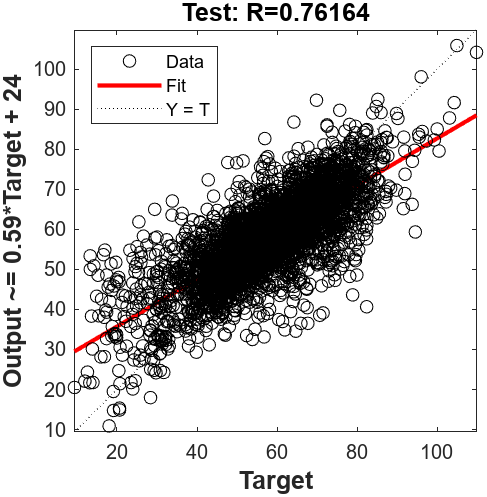 Test: R=0.76164
Data
Fit
Y = T
Output ~= 0.59*Target + 24
100
90
80
70
60
50
40
30
20
10
20 40 60 80 100
Target